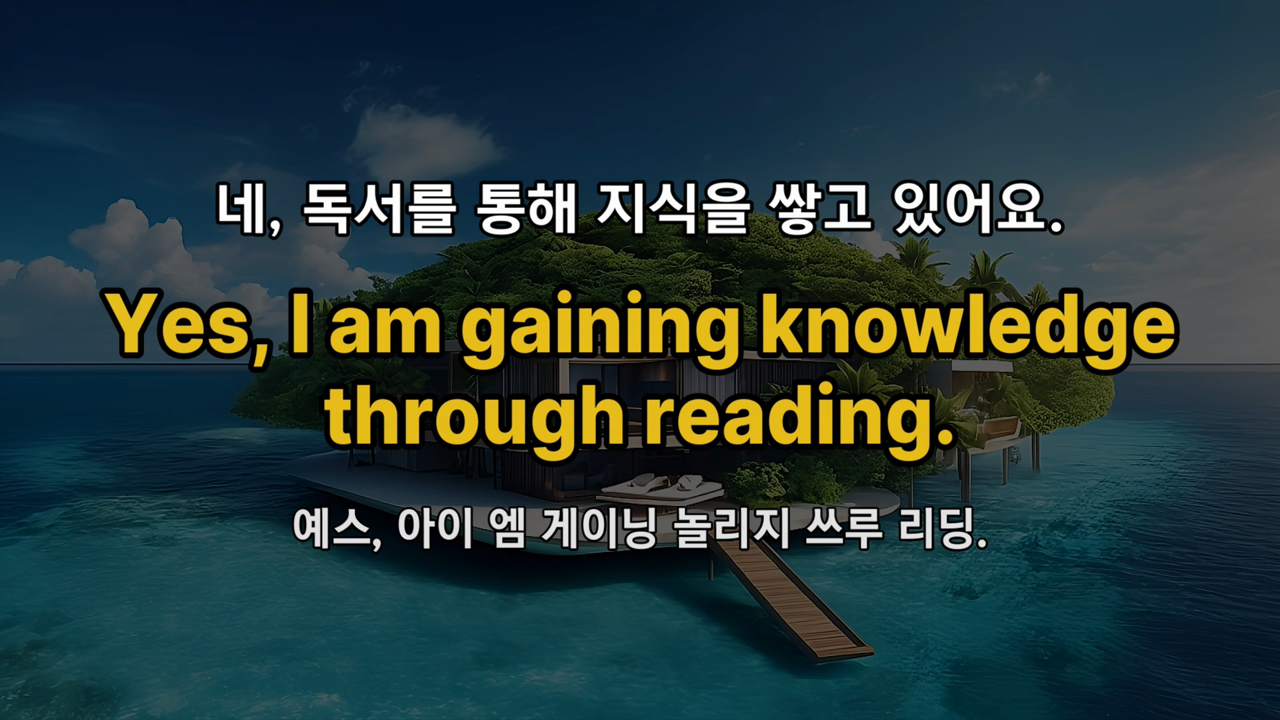 네, 독서를 통해 지식을 쌓고 있어요.
Yes, I am gaining knowledge
through reading.
예스, 아이 엠 게이닝 놀리지 쓰루 리딩.